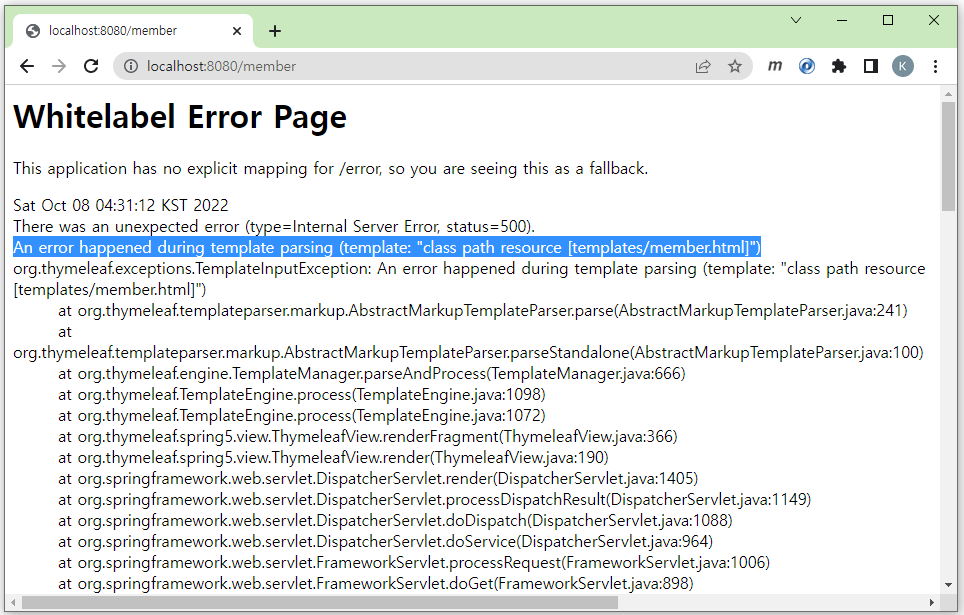 localhost:8080/member
localhost:8080/member
m
K
Whitelabel Error Page
This application has no explicit mapping for /error, so you are seeing this as a fallback.
Sat Oct 08 04:31:12 KST 2022
There was an unexpected error (type=Internal Server Error, status=500).
An error happened during template parsing (template: "class path resource [templates/member.html]")
org.thymeleaf.exceptions.TemplateInputException: An error happened during template parsing (template: "class path resource
[templates/member.html]")
at org.thymeleaf.templateparser.markup.AbstractMarkupTemplateParser.parse(AbstractMarkupTemplateParser.java:241)
at
org.thymeleaf.templateparser.markup.AbstractMarkupTemplateParser.parseStandalone(AbstractMarkupTemplateParser.java:100)
at org.thymeleaf.engine.TemplateManager.parseAndProcess(TemplateManager.java:666)
at org.thymeleaf.TemplateEngine.process(TemplateEngine.java:1098)
at org.thymeleaf.TemplateEngine.process(TemplateEngine.java:1072)
at org.thymeleaf.spring5.view.ThymeleafView.renderFragment(ThymeleafView.java:366)
at org.thymeleaf.spring5.view.ThymeleafView.render(ThymeleafView.java:190)
at org.springframework.web.servlet.DispatcherServlet.render(DispatcherServlet.java:1405)
at org.springframework.web.servlet.DispatcherServlet.processDispatchResult(DispatcherServlet.java:1149)
at org.springframework.web.servlet.DispatcherServlet.doDispatch(DispatcherServlet.java:1088)
at org.springframework.web.servlet.DispatcherServlet.doService(DispatcherServlet.java:964)
at org.springframework.web.servlet.FrameworkServlet.processRequest(FrameworkServlet.java:1006)
at org.springframework.web.servlet.FrameworkServlet.doGet(FrameworkServlet.java:898)